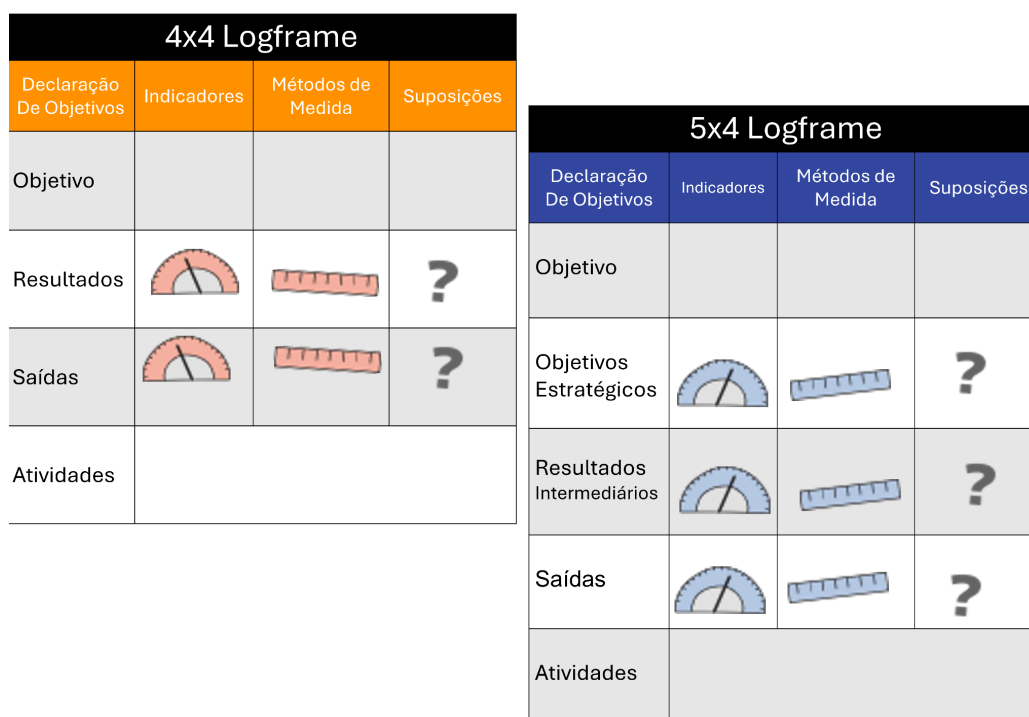 4x4 Logframe
Declaração
De Objetivos
Indicadores
Métodos de
Medida
Suposições
Objetivo
Resultados
?
Saídas
?
Atividades
5x4 Logframe
Declaração
De Objetivos
Indicadores
Métodos de
Medida
Suposições
Objetivo
Objetivos
Estratégicos
?
Resultados
Intermediários
?
Saídas
?
Atividades